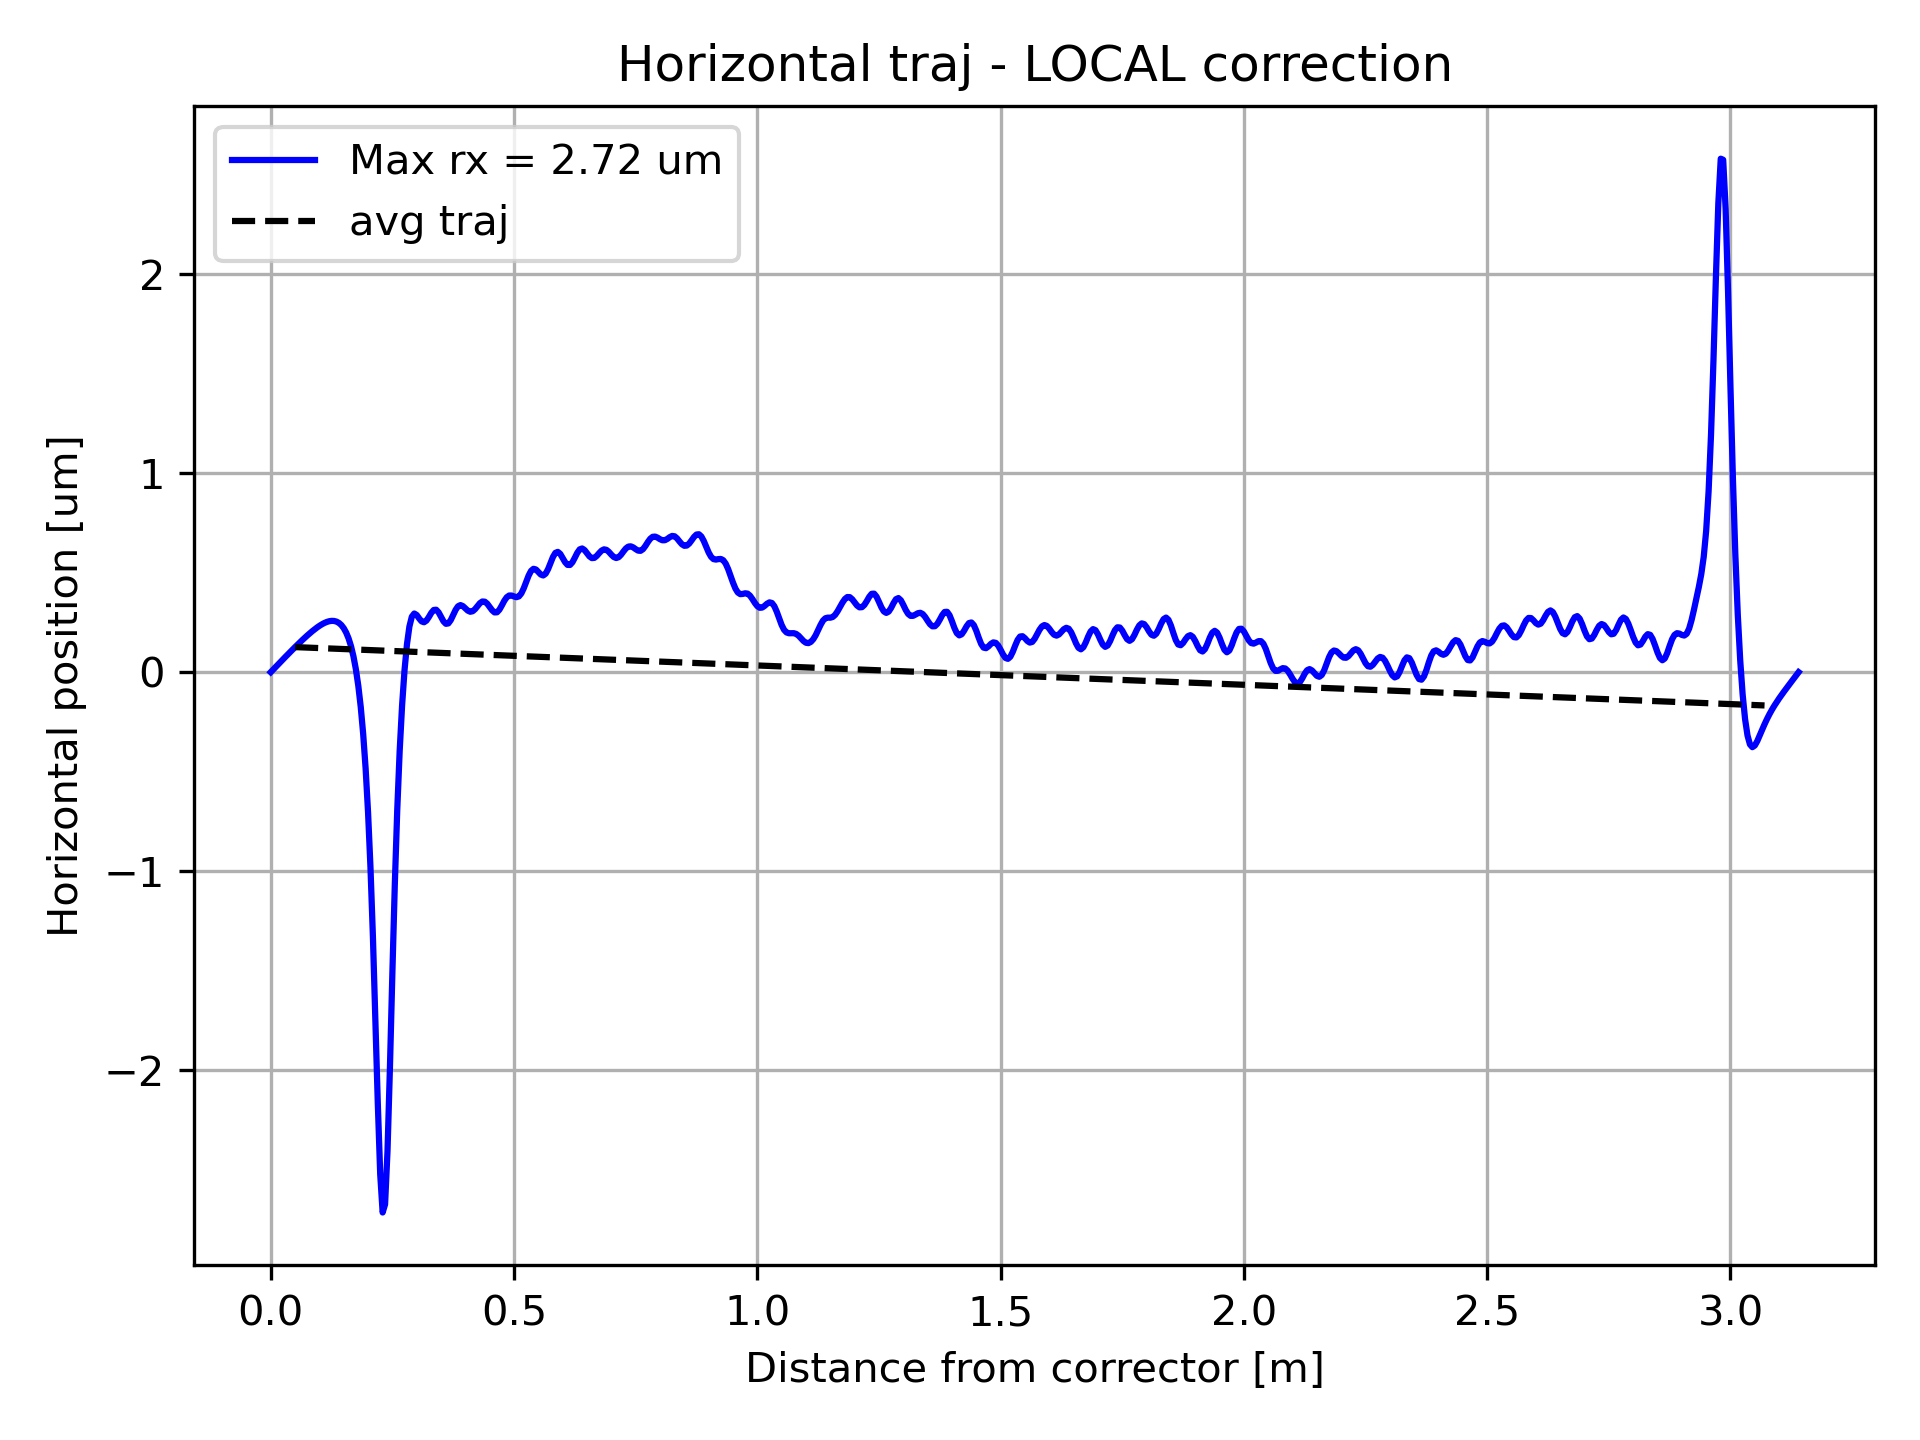 Horizontal traj - LOCAL correction
Max rx = 2.72 um
avg traj
Horizontal position [um]
2
1
0
−1
−2
0.0 0.5 1.0 1.5 2.0 2.5 3.0
Distance from corrector [m]